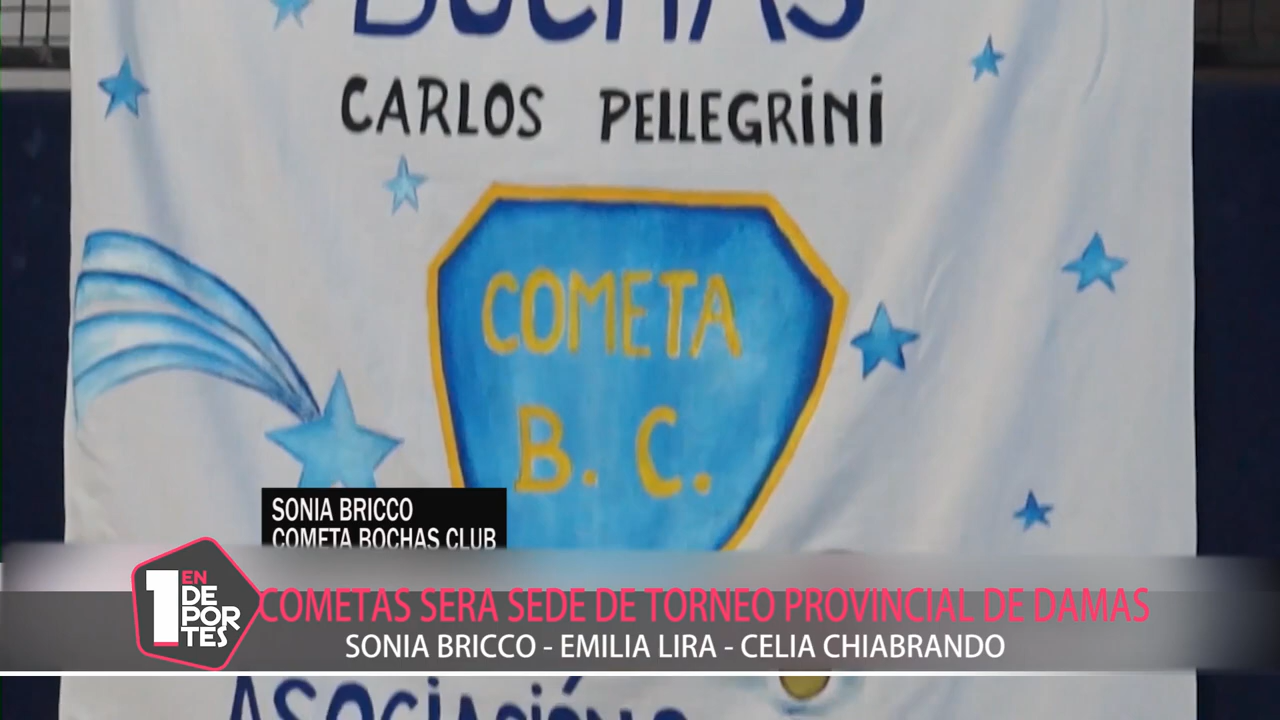 BOCHAS
CARLOS PELLEGRINI
COMETA
B. C.
SONIA BRICCO
COMETA BOCHAS CLUB
1 EN
DE
POR
TES
COMETAS SERA SEDE DE TORNEO PROVINCIAL DE DAMAS
SONIA BRICCO - EMILIA LIRA - CELIA CHIABRANDO
ASOCIACIÓN